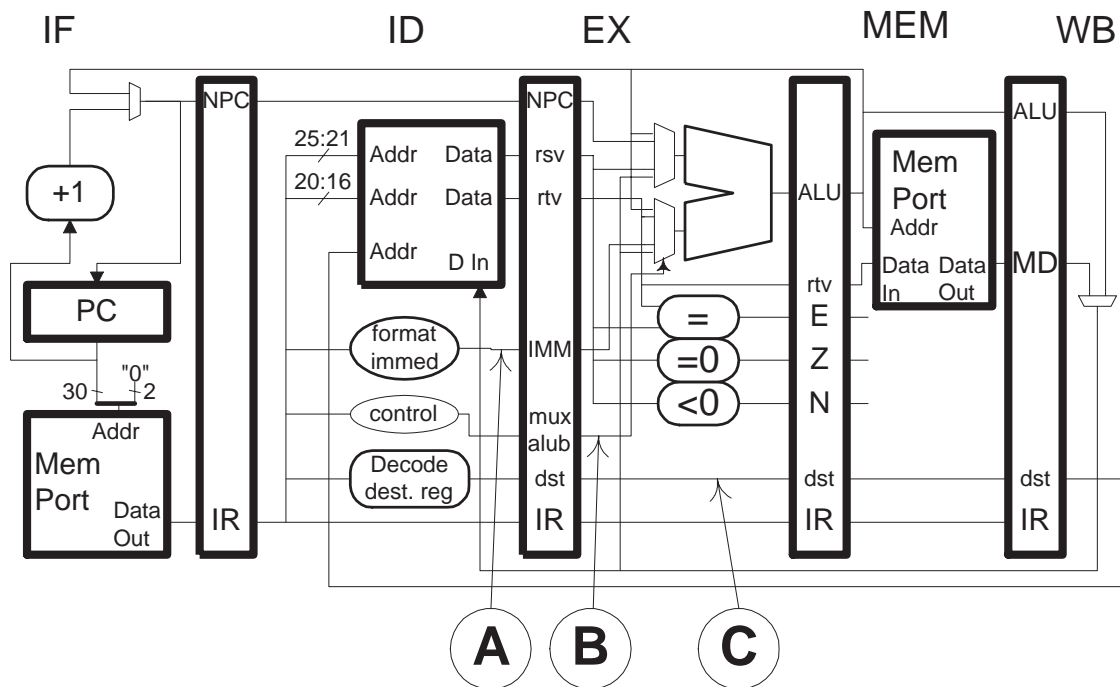 IF ID EX MEM WB
NPC
NPC
ALU
25:21
Addr
Data
rsv
20:16
Addr
Data
rtv
Addr
D In
+1
PC
30
"0"
2
Addr
Mem
Port
Data
Out
IR
format
immed
IMM
control
mux
alub
Decode
dest. reg
dst
IR
=
=0
<0
ALU
rtv
E
Z
N
dst
IR
Mem
Port
Addr
Data
In
Data
Out
MD
dst
IR
A
B
C